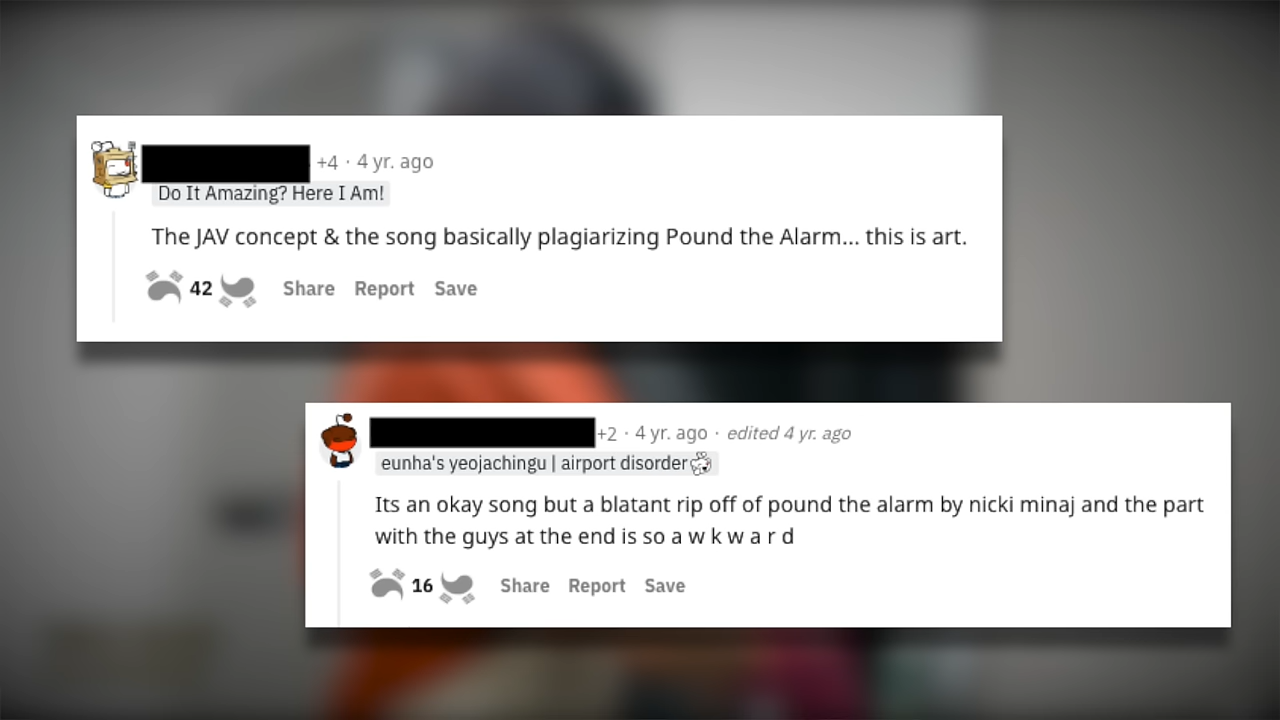 +4 · 4 yr. ago
Do It Amazing? Here I Am!
The JAV concept & the song basically plagiarizing Pound the Alarm... this is art.
42 Share Report Save
+2 · 4 yr. ago · edited 4 yr. ago
eunha's yeojachingu | airport disorder
Its an okay song but a blatant rip off of pound the alarm by nicki minaj and the part
with the guys at the end is so a w k w a r d
16 Share Report Save